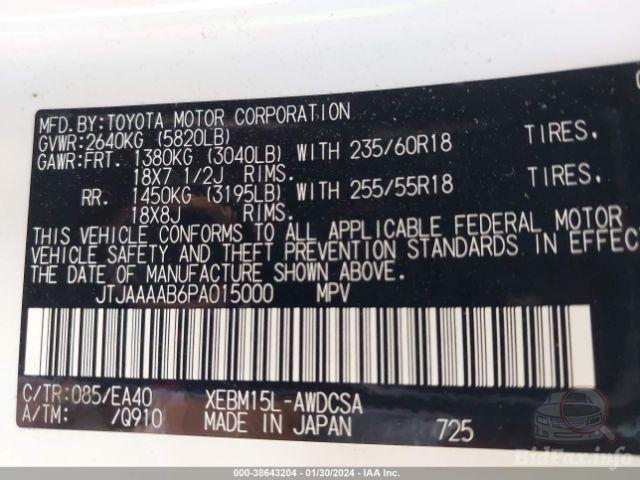 MFD.BY:TOYOTA MOTOR CORPORATION
GVWR:2640KG (5820LB)
GAWR:FRT. 1380KG (3040LB) WITH 235/60R18 TIRES,
18X7 1/2J RIMS.
RR. 1450KG (3195LB) WITH 255/55R18 TIRES,
18X8J RIMS.
THIS VEHICLE CONFORMS TO ALL APPLICABLE FEDERAL MOTOR
VEHICLE SAFETY AND THEFT PREVENTION STANDARDS IN EFFEC
THE DATE OF MANUFACTURE SHOWN ABOVE.
JTJAAAAB6PA015000 MPV
C/TR:085/EA40 XEBM15L-AWDCSA
A/TM: /Q910 MADE IN JAPAN 725
BidFax.info
000-38643204 - 01/30/2024 - IAA Inc.